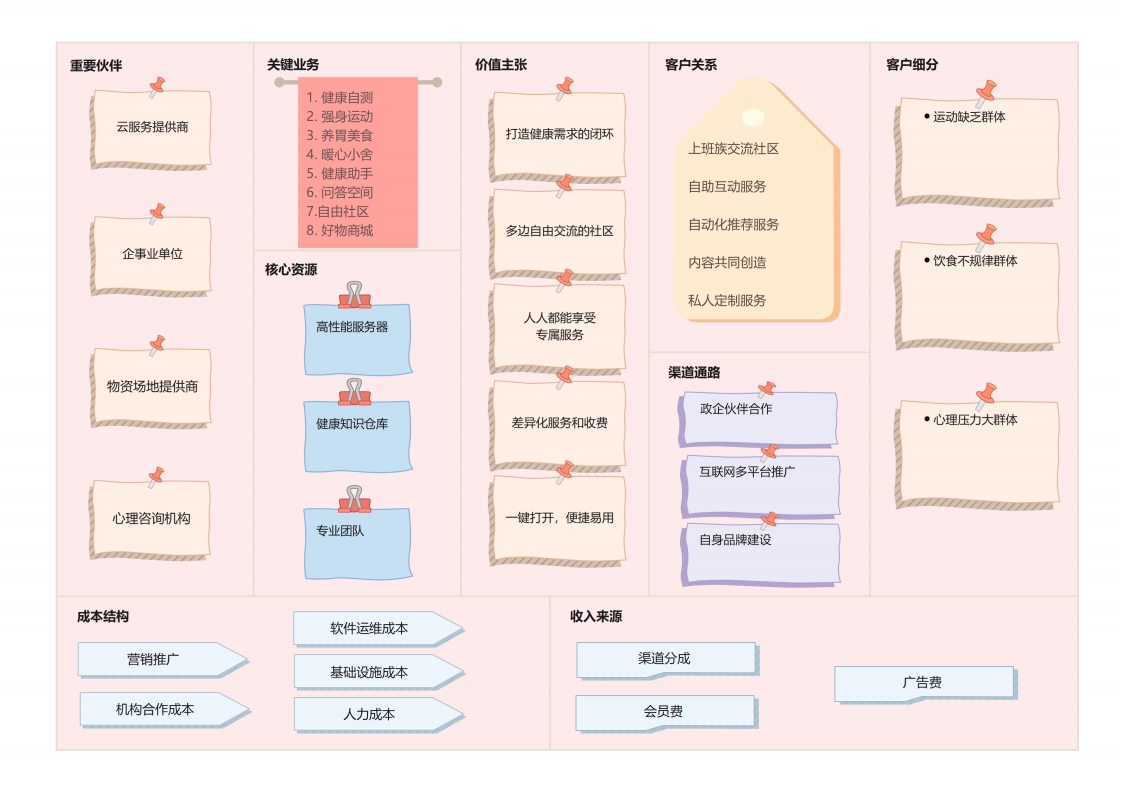 重要伙伴
云服务提供商
企事业单位
物资场地提供商
心理咨询机构
关键业务
1. 健康自测
2. 强身运动
3. 养胃美食
4. 暖心小舍
5. 健康助手
6. 问答空间
7.自由社区
8. 好物商城
核心资源
高性能服务器
健康知识仓库
专业团队
价值主张
打造健康需求的闭环
多边自由交流的社区
人人都能享受
专属服务
差异化服务和收费
一键打开，便捷易用
客户关系
上班族交流社区
自助互动服务
自动化推荐服务
内容共同创造
私人定制服务
渠道通路
政企伙伴合作
互联网多平台推广
自身品牌建设
客户细分
• 运动缺乏群体
• 饮食不规律群体
• 心理压力大群体
成本结构
营销推广
机构合作成本
软件运维成本
基础设施成本
人力成本
收入来源
渠道分成
会员费
广告费